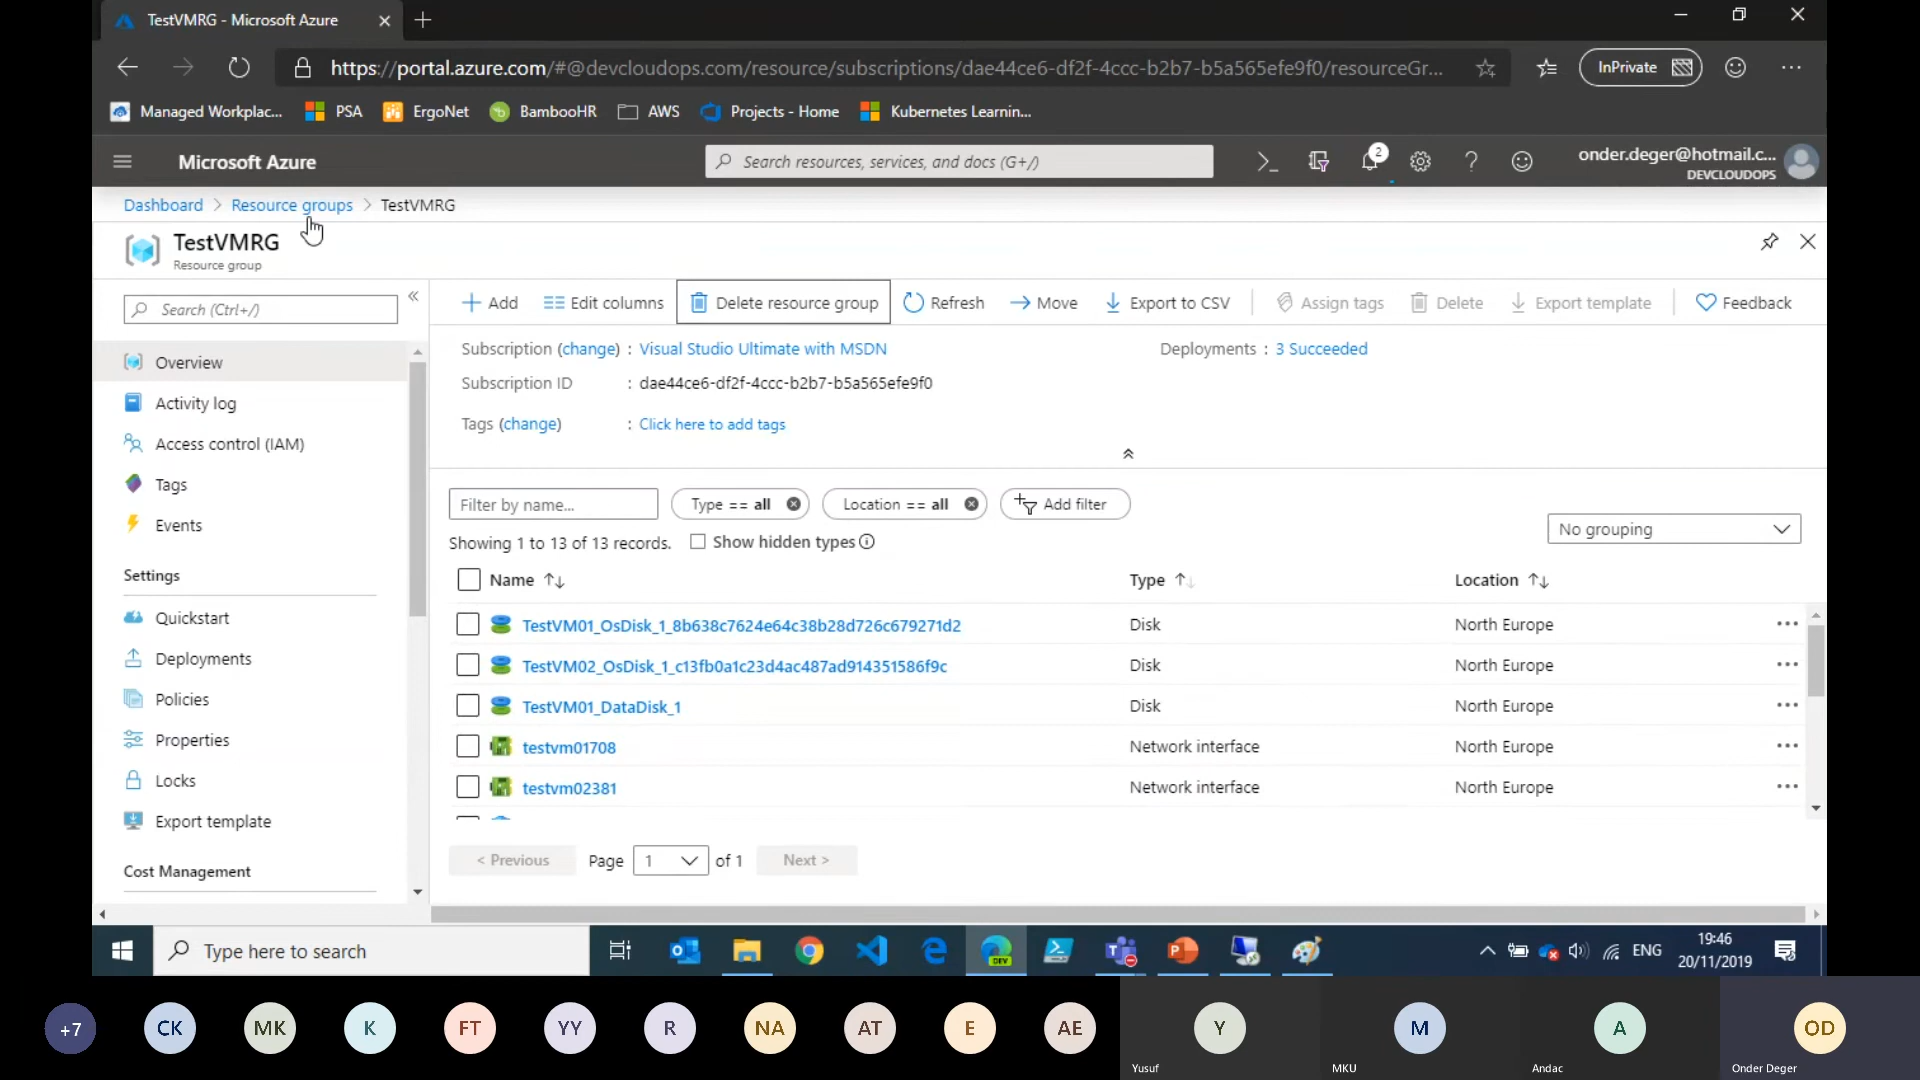 TestVMRG - Microsoft Azure
https://portal.azure.com/#@devcloudops.com/resource/subscriptions/dae44ce6-df2f-4ccc-b2b7-b5a565efe9f0/resourceGr...
InPrivate
Managed Workplac... PSA ErgoNet BambooHR AWS Projects - Home Kubernetes Learnin...
Microsoft Azure
Search resources, services, and docs (G+/)
2
onder.deger@hotmail.c...
DEVCLOUDOPS
Dashboard > Resource groups > TestVMRG
TestVMRG
Resource group
Search (Ctrl+/)
Overview
Activity log
Access control (IAM)
Tags
Events
Settings
Quickstart
Deployments
Policies
Properties
Locks
Export template
Cost Management
Add Edit columns Delete resource group Refresh Move Export to CSV Assign tags Delete Export template Feedback
Subscription (change) : Visual Studio Ultimate with MSDN
Deployments : 3 Succeeded
Subscription ID : dae44ce6-df2f-4ccc-b2b7-b5a565efe9f0
Tags (change) : Click here to add tags
Filter by name... Type == all Location == all Add filter
Showing 1 to 13 of 13 records. Show hidden types
No grouping
Name Type Location
TestVM01_OsDisk_1_8b638c7624e64c38b28d726c679271d2 Disk North Europe
TestVM02_OsDisk_1_c13fb0a1c23d4ac487ad914351586f9c Disk North Europe
TestVM01_DataDisk_1 Disk North Europe
testvm01708 Network interface North Europe
testvm02381 Network interface North Europe
< Previous Page 1 of 1 Next >
Type here to search
DEV
ENG
19:46
20/11/2019
+7 CK MK K FT YY R NA AT E AE Y M A OD
Yusuf MKU Andac Onder Deger